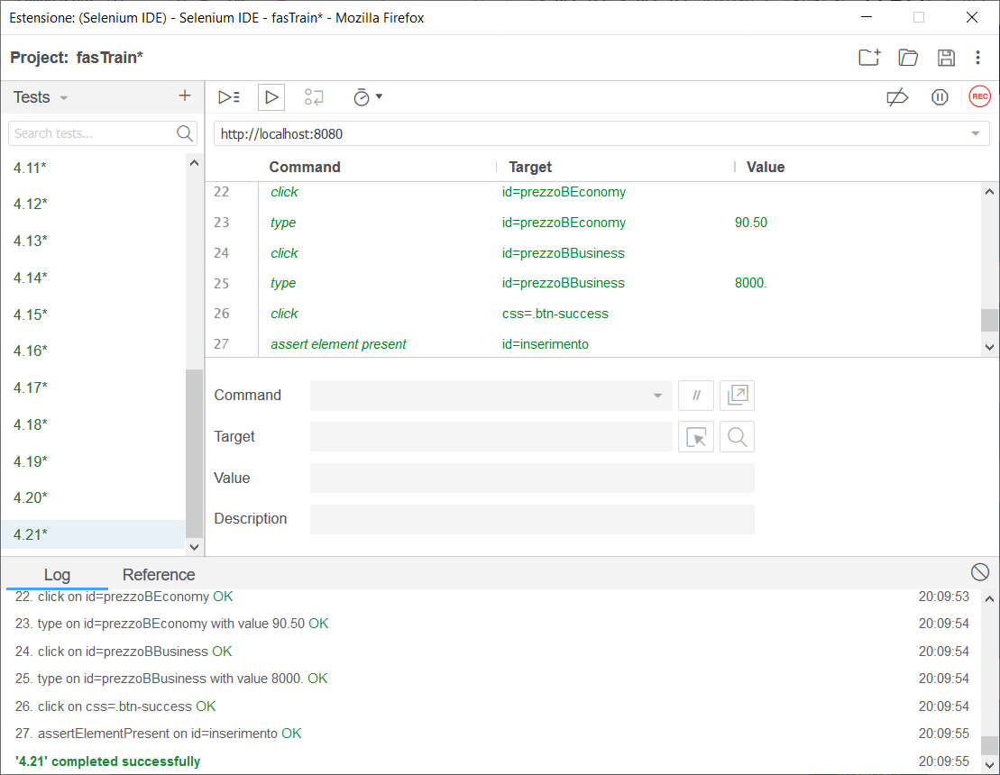 Estensione: (Selenium IDE) - Selenium IDE - fasTrain* - Mozilla Firefox
Project: fasTrain*
Tests
REC
Search tests...
http://localhost:8080
Command Target Value
4.11*
4.12*
4.13*
4.14*
4.15*
4.16*
4.17*
4.18*
4.19*
4.20*
4.21*
22 click id=prezzoBEconomy
23 type id=prezzoBEconomy 90.50
24 click id=prezzoBBusiness
25 type id=prezzoBBusiness 8000.
26 click css=.btn-success
27 assert element present id=inserimento
Command //
Target
Value
Description
Log Reference
22. click on id=prezzoBEconomy OK 20:09:53
23. type on id=prezzoBEconomy with value 90.50 OK 20:09:54
24. click on id=prezzoBBusiness OK 20:09:54
25. type on id=prezzoBBusiness with value 8000. OK 20:09:54
26. click on css=.btn-success OK 20:09:54
27. assertElementPresent on id=inserimento OK 20:09:55
'4.21' completed successfully 20:09:55